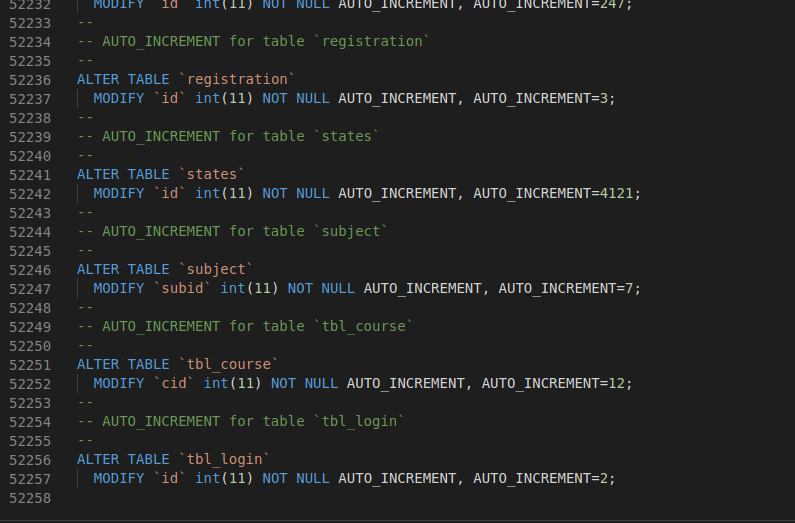 52232 MODIFY `id` int(11) NOT NULL AUTO_INCREMENT, AUTO_INCREMENT=247;
52233 --
52234 -- AUTO_INCREMENT for table `registration`
52235 --
52236 ALTER TABLE `registration`
52237 MODIFY `id` int(11) NOT NULL AUTO_INCREMENT, AUTO_INCREMENT=3;
52238 --
52239 -- AUTO_INCREMENT for table `states`
52240 --
52241 ALTER TABLE `states`
52242 MODIFY `id` int(11) NOT NULL AUTO_INCREMENT, AUTO_INCREMENT=4121;
52243 --
52244 -- AUTO_INCREMENT for table `subject`
52245 --
52246 ALTER TABLE `subject`
52247 MODIFY `subid` int(11) NOT NULL AUTO_INCREMENT, AUTO_INCREMENT=7;
52248 --
52249 -- AUTO_INCREMENT for table `tbl_course`
52250 --
52251 ALTER TABLE `tbl_course`
52252 MODIFY `cid` int(11) NOT NULL AUTO_INCREMENT, AUTO_INCREMENT=12;
52253 --
52254 -- AUTO_INCREMENT for table `tbl_login`
52255 --
52256 ALTER TABLE `tbl_login`
52257 MODIFY `id` int(11) NOT NULL AUTO_INCREMENT, AUTO_INCREMENT=2;
52258